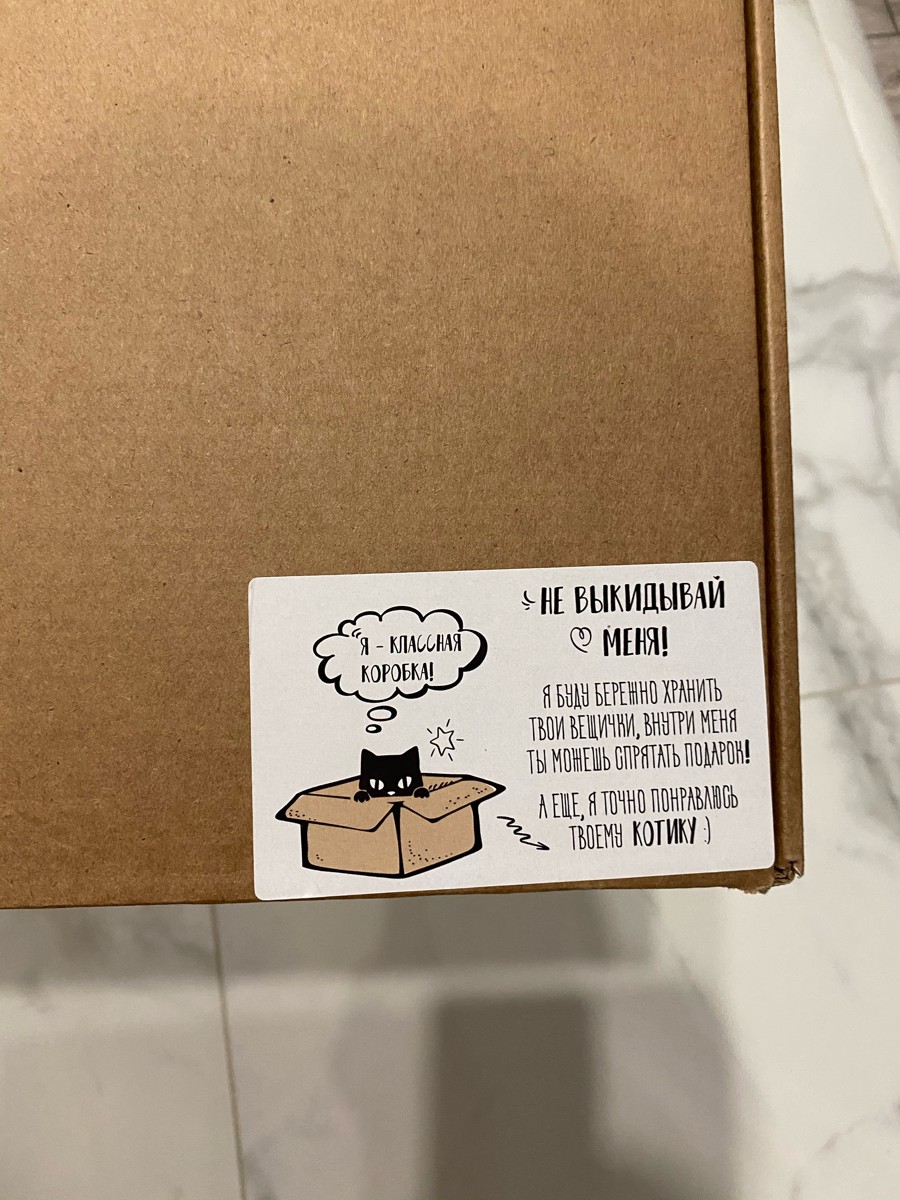 Я - КЛАССНАЯ
КОРОБКА!
НЕ ВЫКИДЫВАЙ
МЕНЯ!
Я БУДУ БЕРЕЖНО ХРАНИТЬ
ТВОИ ВЕЩИЧКИ, ВНУТРИ МЕНЯ
ТЫ МОЖЕШЬ СПРЯТАТЬ ПОДАРОК!
А ЕЩЕ, Я ТОЧНО ПОНРАВЛЮСЬ
ТВОЕМУ КОТИКУ :)